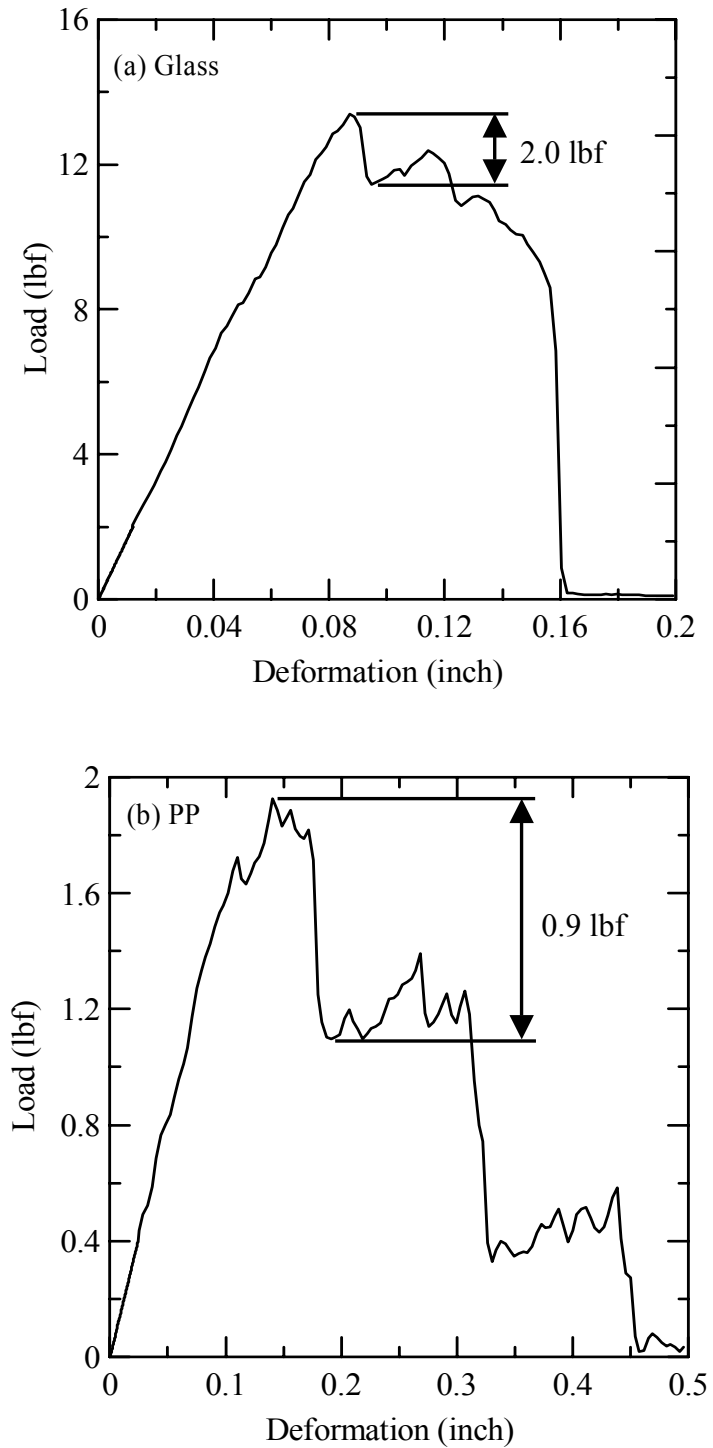 16
(a) Glass
12
2.0 lbf
8
Load (lbf)
4
0
0 0.04 0.08 0.12 0.16 0.2
Deformation (inch)
2
(b) PP
1.6
0.9 lbf
1.2
Load (lbf)
0.8
0.4
0
0 0.1 0.2 0.3 0.4 0.5
Deformation (inch)